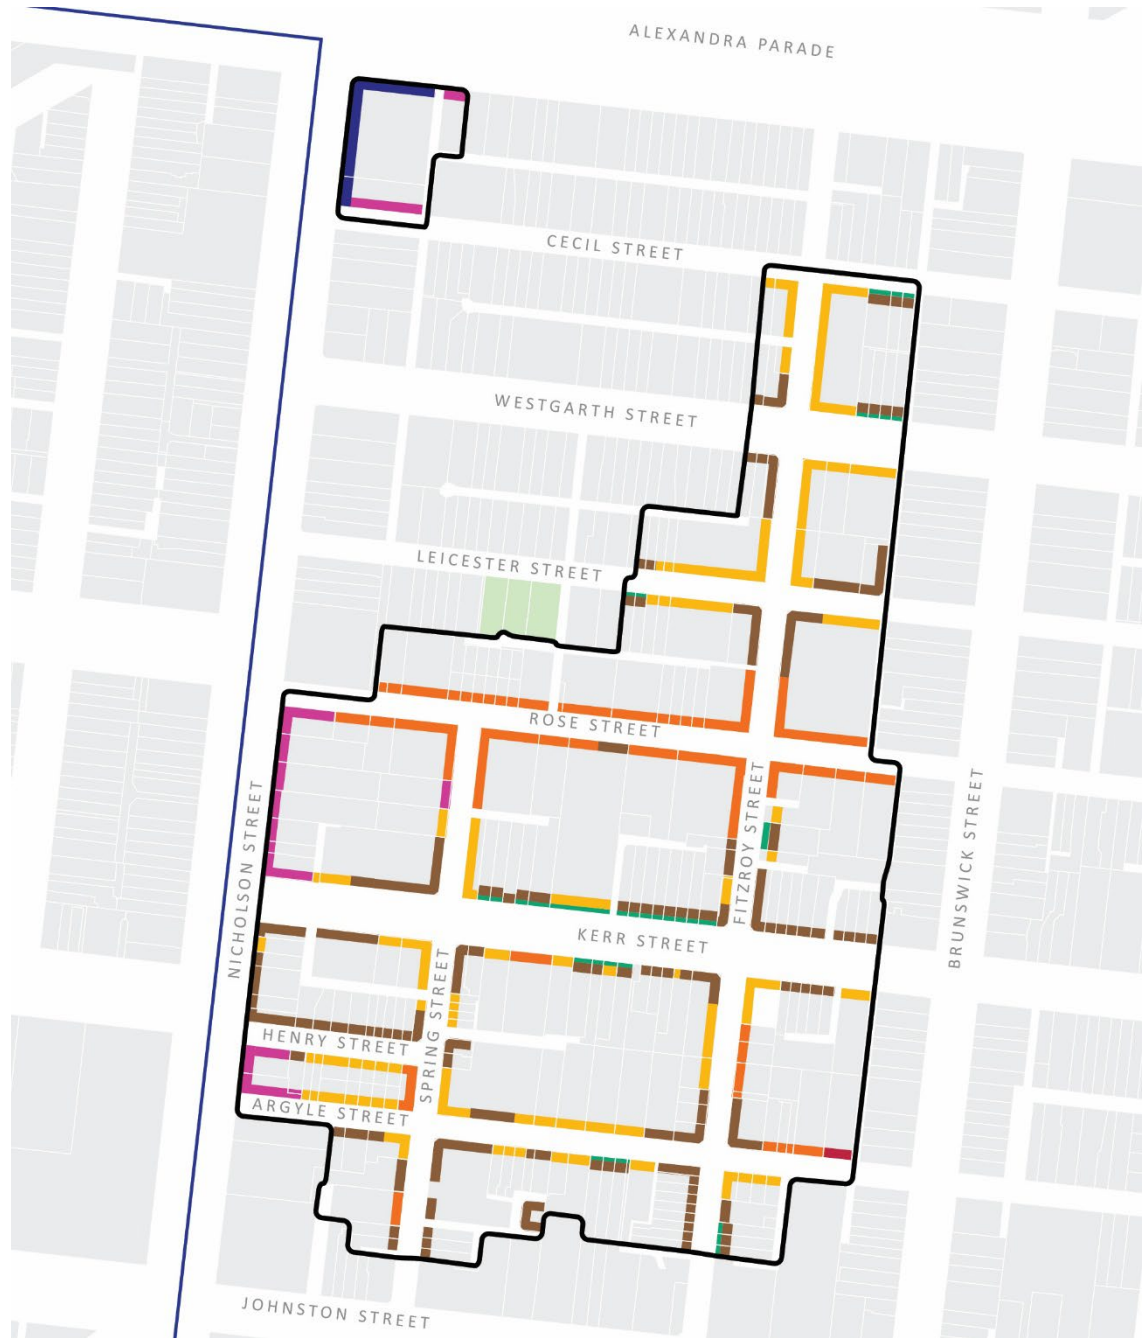 ALEXANDRA PARADE
CECIL STREET
WESTGARTH STREET
LEICESTER STREET
ROSE STREET
NICHOLSON STREET
FITZROY STREET
BRUNSWICK STREET
KERR STREET
SPRING STREET
HENRY STREET
ARGYLE STREET
JOHNSTON STREET